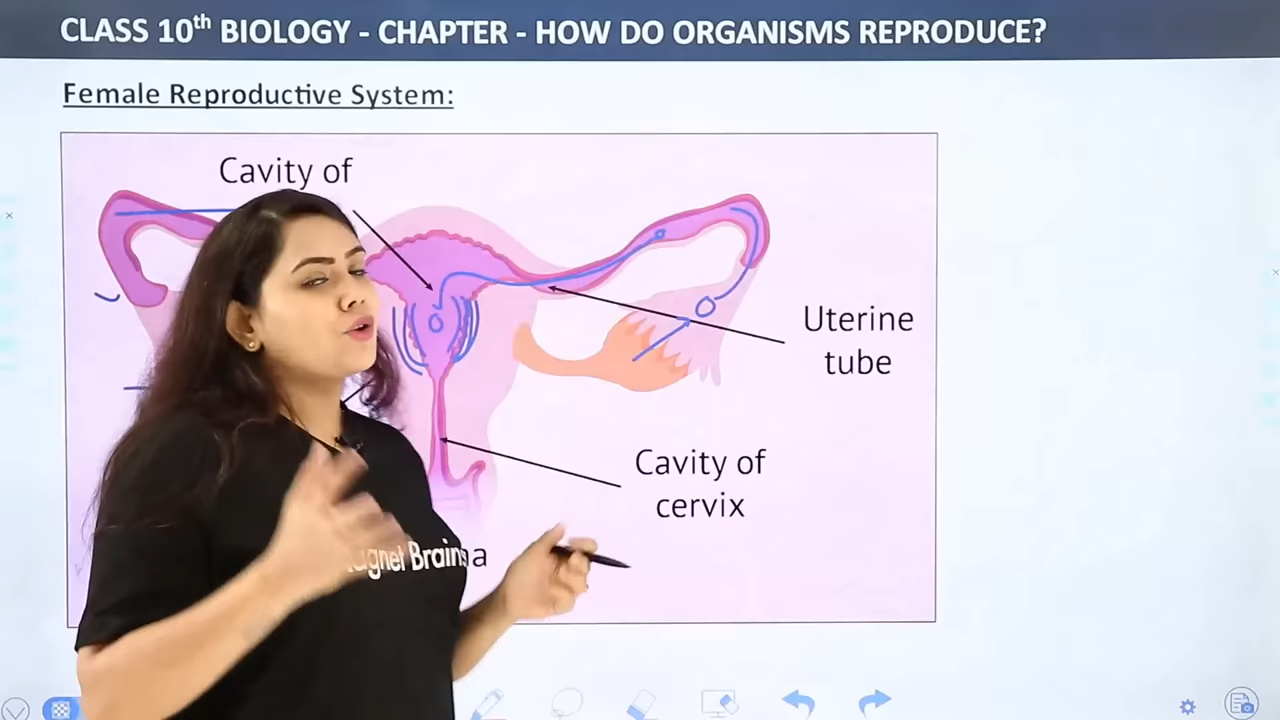 CLASS 10th BIOLOGY - CHAPTER - HOW DO ORGANISMS REPRODUCE?
Female Reproductive System:
Cavity of
Uterine
tube
Cavity of
cervix
Brains
a